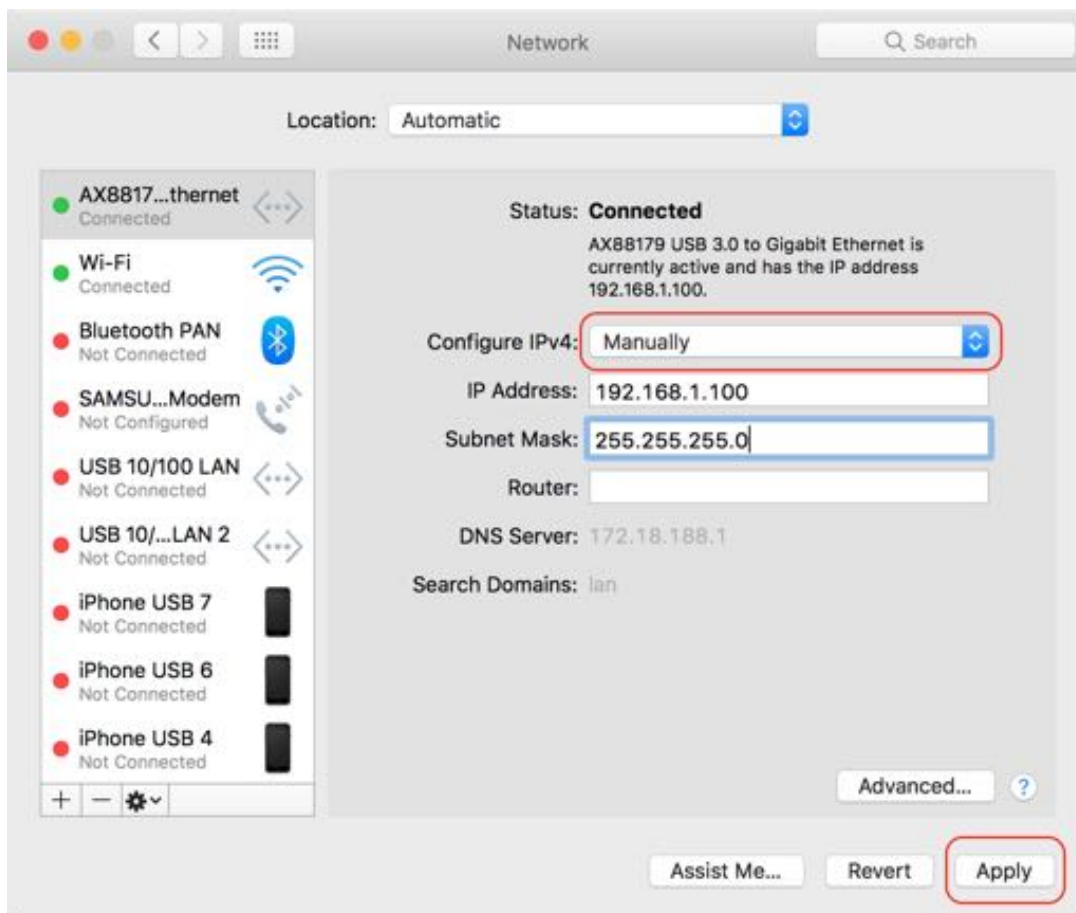 Network
Search
Location: Automatic
AX8817...thernet
Connected
Wi-Fi
Connected
Bluetooth PAN
Not Connected
SAMSU...Modem
Not Configured
USB 10/100 LAN
Not Connected
USB 10/...LAN 2
Not Connected
iPhone USB 7
Not Connected
iPhone USB 6
Not Connected
iPhone USB 4
Not Connected
Status: Connected
AX88179 USB 3.0 to Gigabit Ethernet is
currently active and has the IP address
192.168.1.100.
Configure IPv4: Manually
IP Address: 192.168.1.100
Subnet Mask: 255.255.255.0
Router:
DNS Server: 172.18.188.1
Search Domains: lan
Advanced... ?
Assist Me... Revert Apply